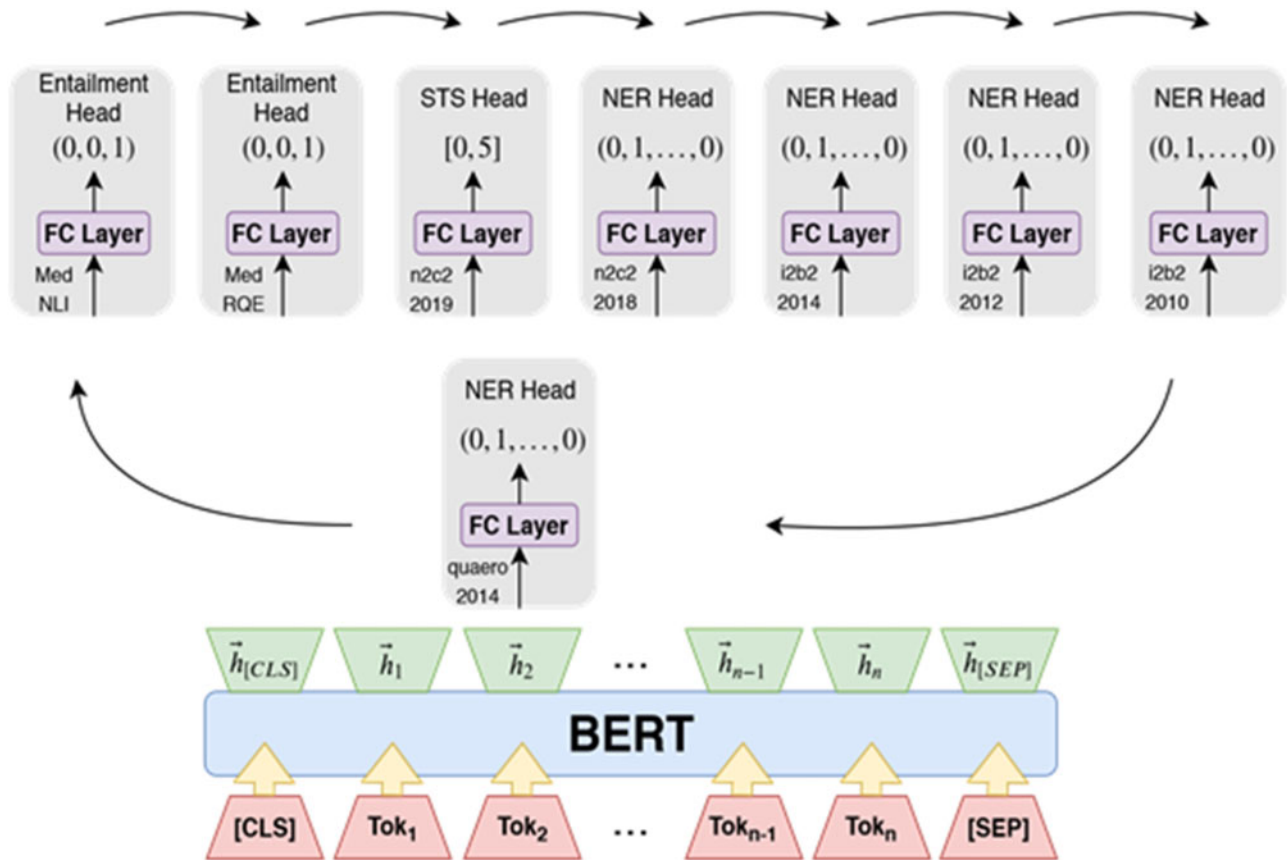 Entailment
Head
(0, 0, 1)
FC Layer
Med
NLI
Entailment
Head
(0, 0, 1)
FC Layer
Med
RQE
STS Head
[0, 5]
FC Layer
n2c2
2019
NER Head
(0, 1, . . . , 0)
FC Layer
n2c2
2018
NER Head
(0, 1, . . . , 0)
FC Layer
i2b2
2014
NER Head
(0, 1, . . . , 0)
FC Layer
i2b2
2012
NER Head
(0, 1, . . . , 0)
FC Layer
i2b2
2010
NER Head
(0, 1, . . . , 0)
FC Layer
quaero
2014
h⃗[CLS] h⃗1 h⃗2 ... h⃗n−1 h⃗n h⃗[SEP]
BERT
[CLS] Tok1 Tok2 ... Tokn-1 Tokn [SEP]